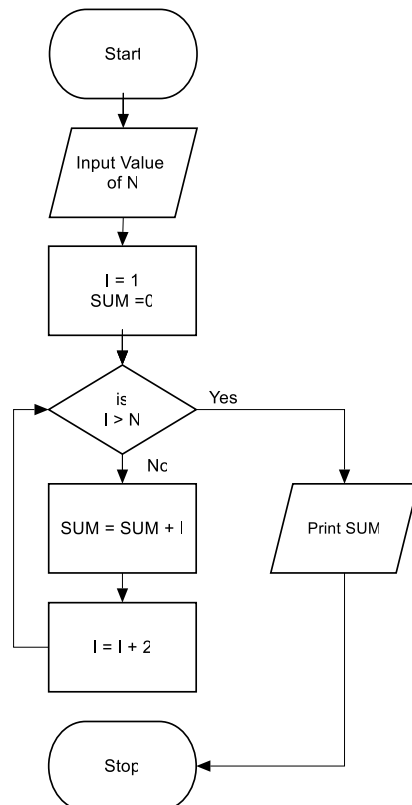 Start
Input Value
of N
I = 1
SUM =0
is
I > N
Yes
No
SUM = SUM + I
Print SUM
I = I + 2
Stop